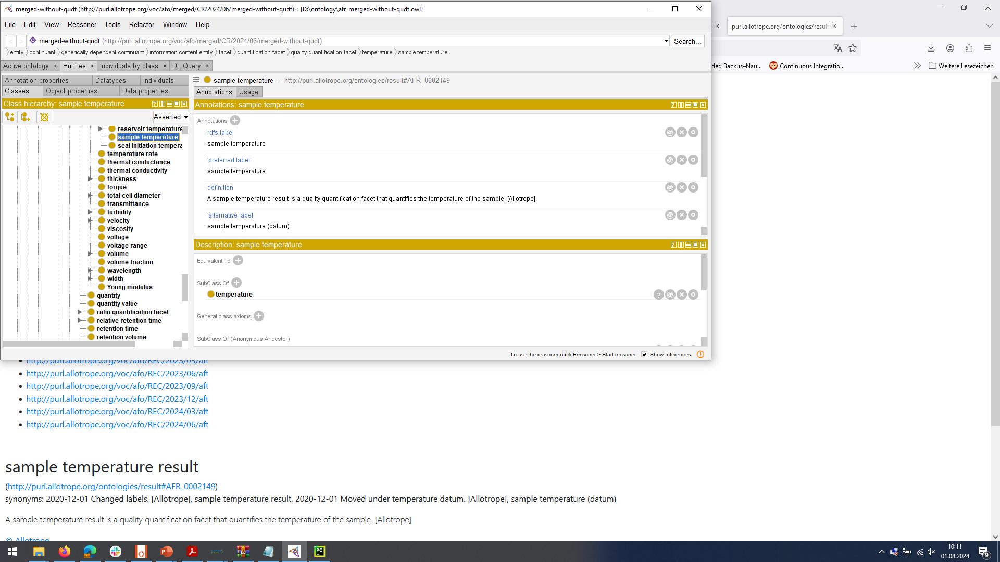 merged-without-qudt (http://purl.allotrope.org/voc/afo/merged/CR/2024/06/merged-without-qudt) : [D:\ontology\afr_merged-without-qudt.owl]
File Edit View Reasoner Tools Refactor Window Help
< > merged-without-qudt (http://purl.allotrope.org/voc/afo/merged/CR/2024/06/merged-without-qudt) Search...
entity continuant generically dependent continuant information content entity facet quantification facet quality quantification facet temperature sample temperature
Active ontology × Entities × Individuals by class × DL Query ×
Annotation properties Datatypes Individuals
Classes Object properties Data properties
Class hierarchy: sample temperature
Asserted
reservoir temperature
sample temperature
seal initiation tempera
temperature rate
thermal conductance
thermal conductivity
thickness
torque
total cell diameter
transmittance
turbidity
velocity
viscosity
voltage
voltage range
volume
volume fraction
wavelength
width
Young modulus
quantity
quantity value
ratio quantification facet
relative retention time
retention time
retention volume
sample temperature — http://purl.allotrope.org/ontologies/result#AFR_0002149
Annotations Usage
Annotations: sample temperature
Annotations
rdfs:label
sample temperature
'preferred label'
sample temperature
definition
A sample temperature result is a quality quantification facet that quantifies the temperature of the sample. [Allotrope]
'alternative label'
sample temperature (datum)
Description: sample temperature
Equivalent To
SubClass Of
temperature
General class axioms
SubClass Of (Anonymous Ancestor)
To use the reasoner click Reasoner > Start reasoner Show Inferences
purl.allotrope.org/ontologies/result
ded Backus–Nau... Continuous Integratio... Weitere Lesezeichen
http://purl.allotrope.org/voc/afo/REC/2023/03/aft
http://purl.allotrope.org/voc/afo/REC/2023/06/aft
http://purl.allotrope.org/voc/afo/REC/2023/09/aft
http://purl.allotrope.org/voc/afo/REC/2023/12/aft
http://purl.allotrope.org/voc/afo/REC/2024/03/aft
http://purl.allotrope.org/voc/afo/REC/2024/06/aft
sample temperature result
(http://purl.allotrope.org/ontologies/result#AFR_0002149)
synonyms: 2020-12-01 Changed labels. [Allotrope], sample temperature result, 2020-12-01 Moved under temperature datum. [Allotrope], sample temperature (datum)
A sample temperature result is a quality quantification facet that quantifies the temperature of the sample. [Allotrope]
© Allotrope
10:11
01.08.2024
9